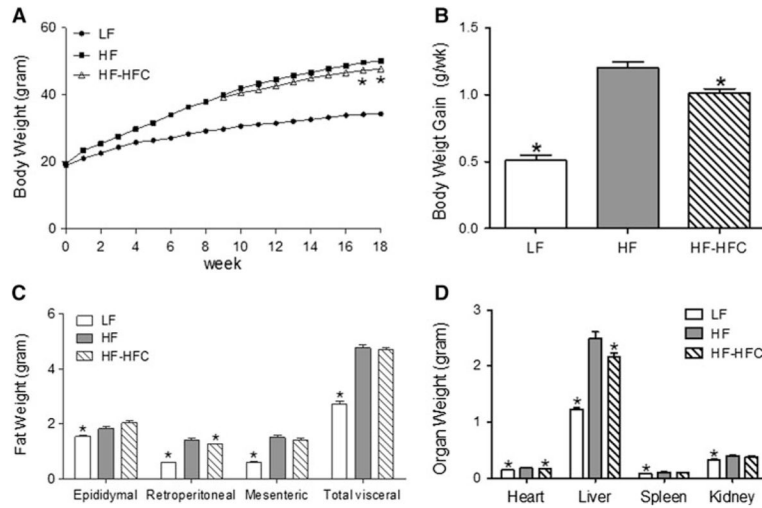 A
LF
HF
HF-HFC
Body Weight (gram)
60
40
20
0
* *
0 2 4 6 8 10 12 14 16 18
week
B
Body Weigt Gain (g/wk)
1.5
1.0
0.5
0.0
*
*
LF HF HF-HFC
C
LF
HF
HF-HFC
Fat Weight (gram)
6
4
2
0
* * * * *
Epididymal Retroperitoneal Mesenteric Total visceral
D
LF
HF
HF-HFC
Organ Weight (gram)
3
2
1
0
* * * * * *
Heart Liver Spleen Kidney